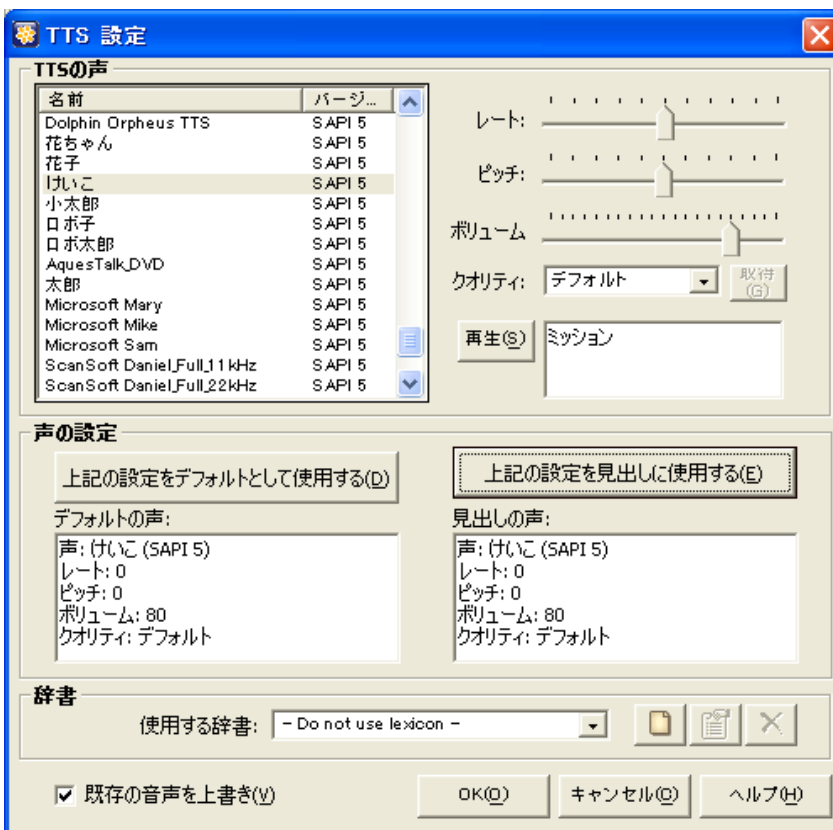 TTS 設定
TTSの声
名前 バージ...
Dolphin Orpheus TTS SAPI 5
花ちゃん SAPI 5
花子 SAPI 5
けいこ SAPI 5
小太郎 SAPI 5
ロボ子 SAPI 5
ロボ太郎 SAPI 5
AquesTalk_DVD SAPI 5
太郎 SAPI 5
Microsoft Mary SAPI 5
Microsoft Mike SAPI 5
Microsoft Sam SAPI 5
ScanSoft Daniel_Full_11kHz SAPI 5
ScanSoft Daniel_Full_22kHz SAPI 5
レート:
ピッチ:
ボリューム
クオリティ: デフォルト 取得(G)
再生(S) ミッション
声の設定
上記の設定をデフォルトとして使用する(D)
デフォルトの声:
声: けいこ (SAPI 5)
レート: 0
ピッチ: 0
ボリューム: 80
クオリティ: デフォルト
上記の設定を見出しに使用する(E)
見出しの声:
声: けいこ (SAPI 5)
レート: 0
ピッチ: 0
ボリューム: 80
クオリティ: デフォルト
辞書
使用する辞書: - Do not use lexicon -
既存の音声を上書き(V) OK(O) キャンセル(C) ヘルプ(H)